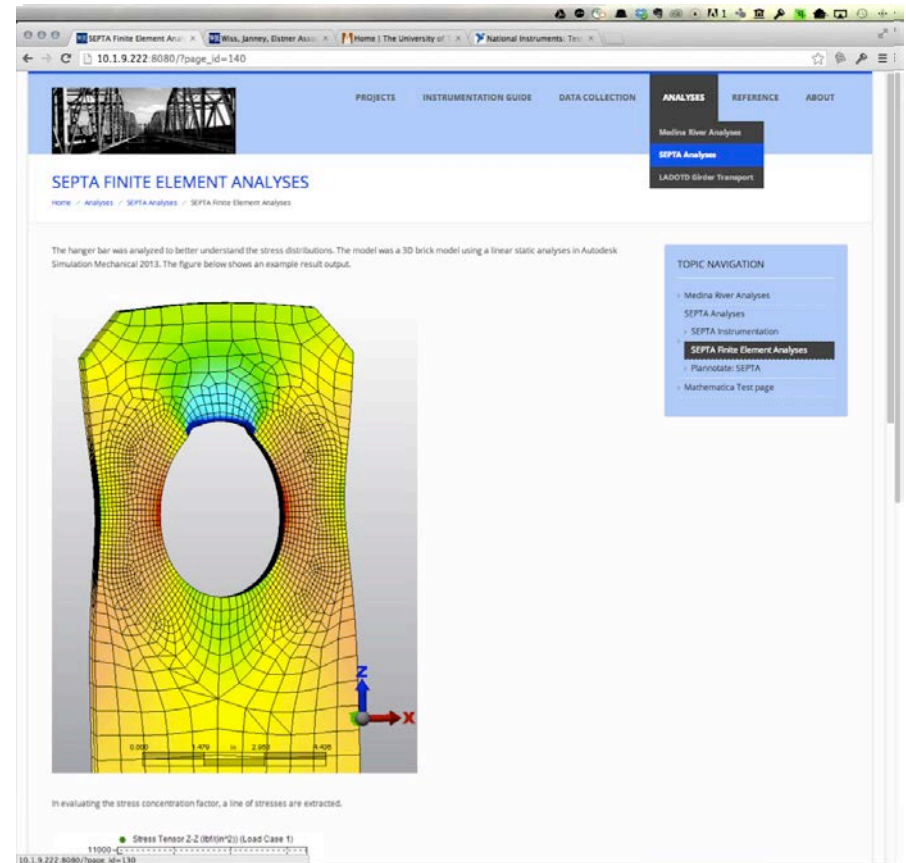 SEPTA Finite Element Anal
Wiss, Janney, Elstner Asso
Home | The University of T
National Instruments: Tes
10.1.9.222:8080/?page_id=140
PROJECTS INSTRUMENTATION GUIDE DATA COLLECTION ANALYSES REFERENCE ABOUT
Medina River Analyses
SEPTA Analyses
LADOTD Girder Transport
SEPTA FINITE ELEMENT ANALYSES
Home / Analyses / SEPTA Analyses / SEPTA Finite Element Analyses
The hanger bar was analyzed to better understand the stress distributions. The model was a 3D brick model using a linear static analyses in Autodesk
Simulation Mechanical 2013. The figure below shows an example result output.
TOPIC NAVIGATION
Medina River Analyses
SEPTA Analyses
SEPTA Instrumentation
SEPTA Finite Element Analyses
Plannotate: SEPTA
Mathematica Test page
Z
X
0.000 1.479 in 2.958
In evaluating the stress concentration factor, a line of stresses are extracted.
Stress Tensor Z-Z (lbf/(in^2)) (Load Case 1)
11000
10.1.9.222:8080/?page_id=130